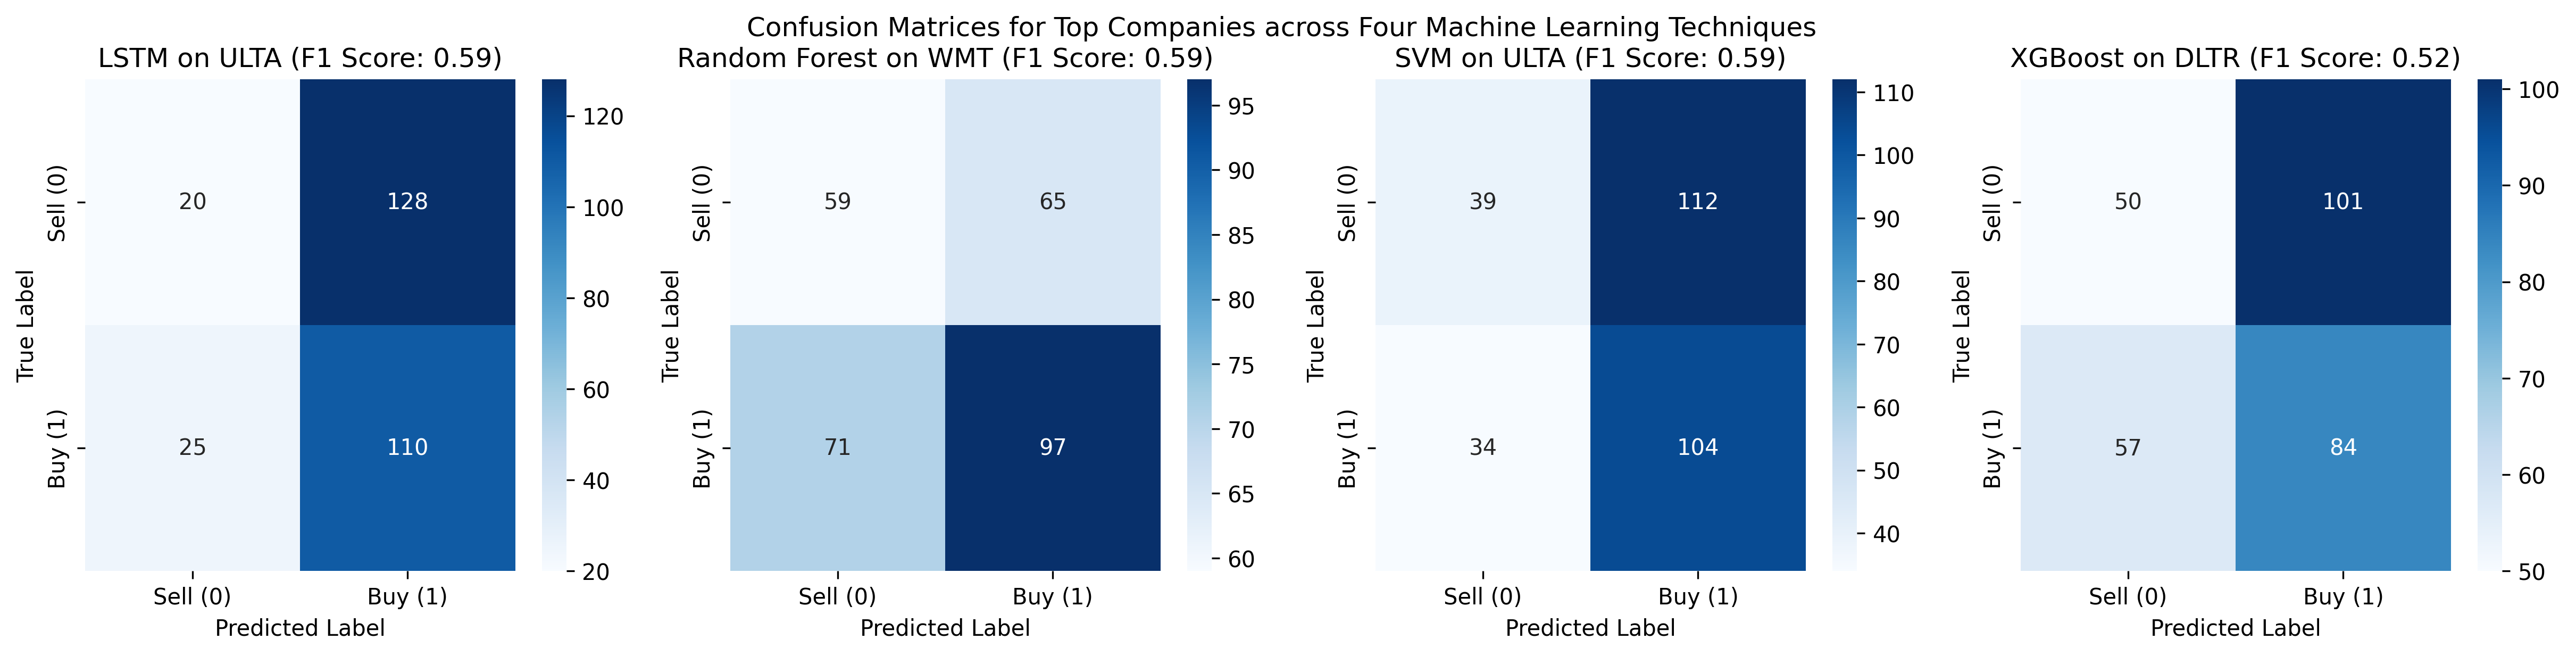 Confusion Matrices for Top Companies across Four Machine Learning Techniques
LSTM on ULTA (F1 Score: 0.59)
Sell (0)
Buy (1)
True Label
20
128
25
110
Sell (0)
Buy (1)
Predicted Label
120
100
80
60
40
20
Random Forest on WMT (F1 Score: 0.59)
Sell (0)
Buy (1)
True Label
59
65
71
97
Sell (0)
Buy (1)
Predicted Label
95
90
85
80
75
70
65
60
SVM on ULTA (F1 Score: 0.59)
Sell (0)
Buy (1)
True Label
39
112
34
104
Sell (0)
Buy (1)
Predicted Label
110
100
90
80
70
60
50
40
XGBoost on DLTR (F1 Score: 0.52)
Sell (0)
Buy (1)
True Label
50
101
57
84
Sell (0)
Buy (1)
Predicted Label
100
90
80
70
60
50